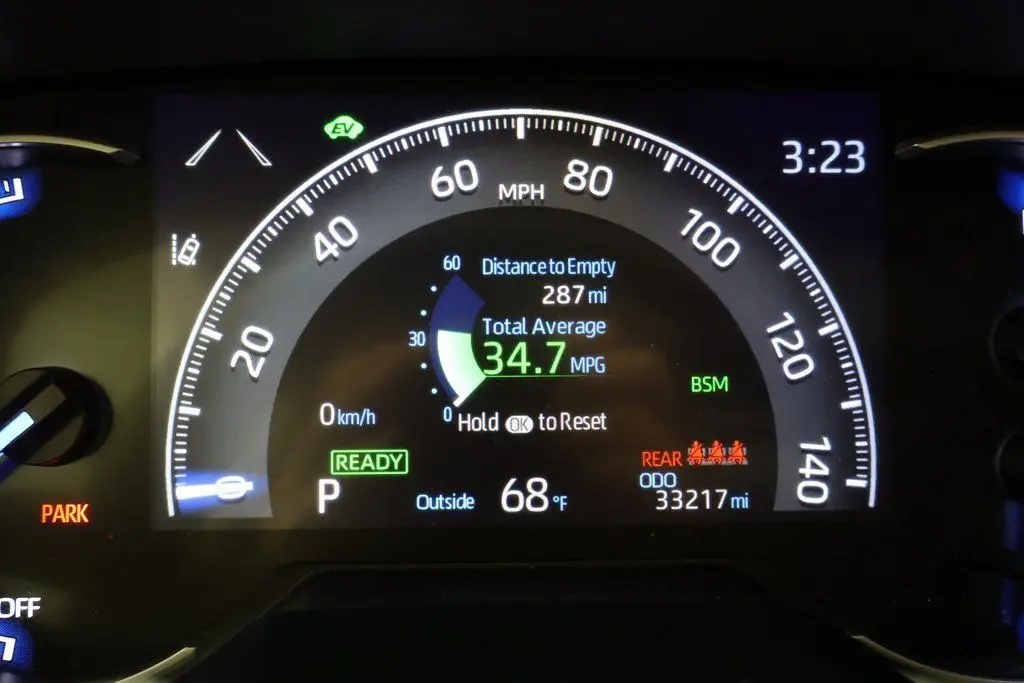 EV
3:23
60
MPH
80
40
100
20
120
140
0
60
Distance to Empty
287 mi
30
Total Average
34.7 MPG
0
Hold OK to Reset
BSM
0 km/h
READY
P
Outside 68 °F
REAR
ODO
33217 mi
PARK
OFF